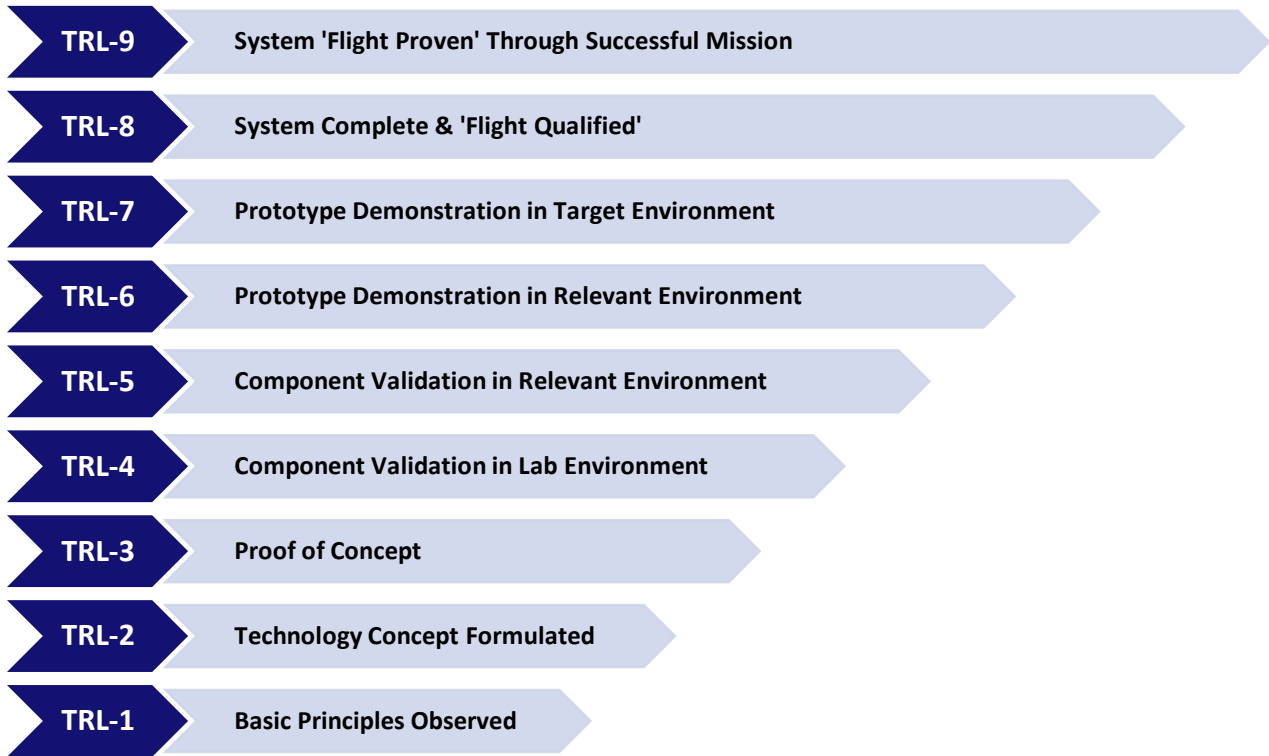 TRL-9 System 'Flight Proven' Through Successful Mission
TRL-8 System Complete & 'Flight Qualified'
TRL-7 Prototype Demonstration in Target Environment
TRL-6 Prototype Demonstration in Relevant Environment
TRL-5 Component Validation in Relevant Environment
TRL-4 Component Validation in Lab Environment
TRL-3 Proof of Concept
TRL-2 Technology Concept Formulated
TRL-1 Basic Principles Observed